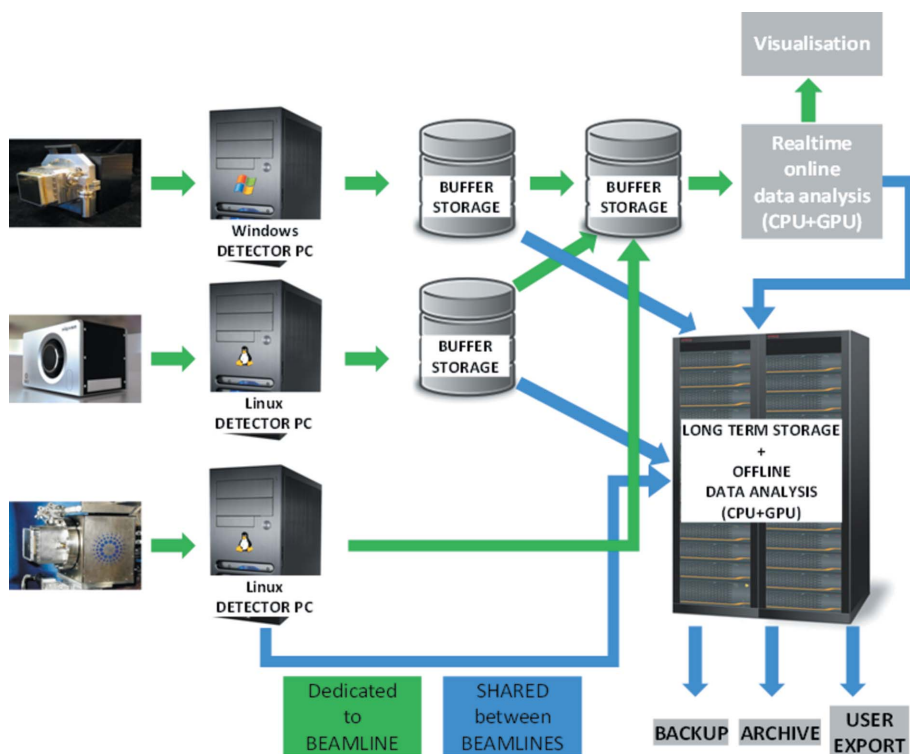 Visualisation
Realtime
online
data analysis
(CPU+GPU)
BUFFER
STORAGE
BUFFER
STORAGE
Windows
DETECTOR PC
BUFFER
STORAGE
Linux
DETECTOR PC
LONG TERM STORAGE
+
OFFLINE
DATA ANALYSIS
(CPU+GPU)
Linux
DETECTOR PC
Dedicated
to
BEAMLINE
SHARED
between
BEAMLINES
BACKUP
ARCHIVE
USER
EXPORT